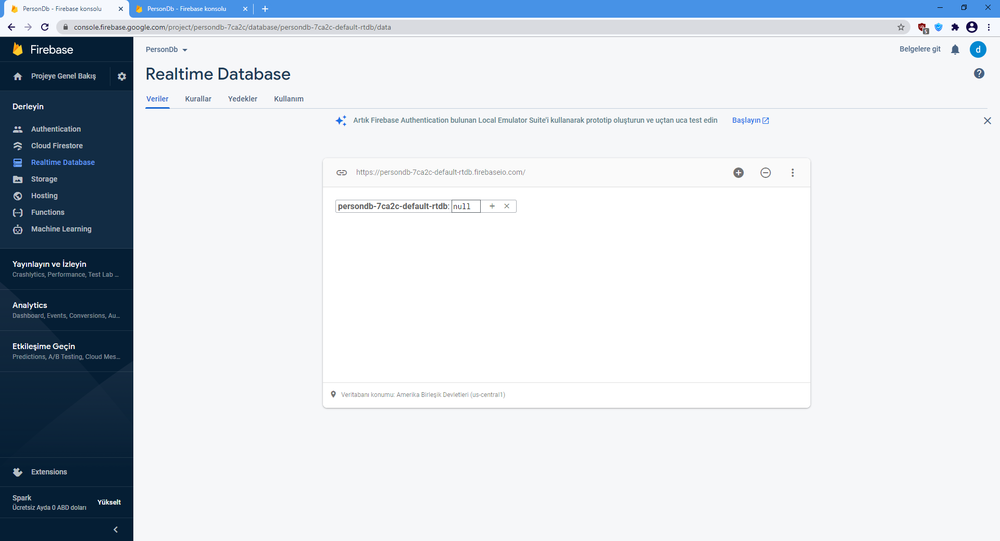 PersonDb - Firebase konsolu
PersonDb - Firebase konsolu
console.firebase.google.com/project/persondb-7ca2c/database/persondb-7ca2c-default-rtdb/data
5
Firebase
PersonDb
Belgelere git
d
Projeye Genel Bakış
Realtime Database
Veriler Kurallar Yedekler Kullanım
Derleyin
Artık Firebase Authentication bulunan Local Emulator Suite'i kullanarak prototip oluşturun ve uçtan uca test edin Başlayın
Authentication
Cloud Firestore
Realtime Database
Storage
Hosting
Functions
Machine Learning
https://persondb-7ca2c-default-rtdb.firebaseio.com/
persondb-7ca2c-default-rtdb: null
Yayınlayın ve İzleyin
Crashlytics, Performance, Test Lab ...
Analytics
Dashboard, Events, Conversions, Au...
Etkileşime Geçin
Predictions, A/B Testing, Cloud Mes...
Veritabanı konumu: Amerika Birleşik Devletleri (us-central1)
Extensions
Spark
Ücretsiz Ayda 0 ABD doları
Yükselt